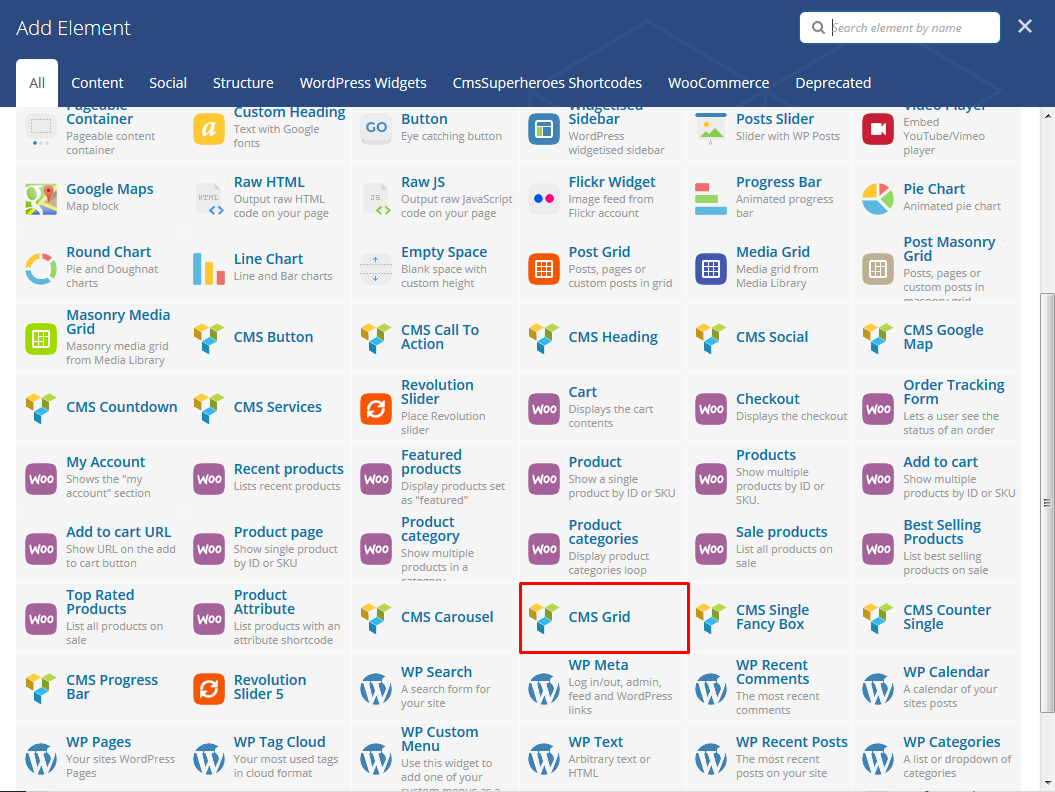 Add Element
Search element by name
All
Content
Social
Structure
WordPress Widgets
CmsSuperheroes Shortcodes
WooCommerce
Deprecated
Pageable
Container
Pageable content
container
Custom Heading
Text with Google
fonts
GO
Button
Eye catching button
Widgetised
Sidebar
WordPress
widgetised sidebar
Posts Slider
Slider with WP Posts
Video Player
Embed
YouTube/Vimeo
player
Google Maps
Map block
HTML
Raw HTML
Output raw HTML
code on your page
JS
Raw JS
Output raw JavaScript
code on your page
Flickr Widget
Image feed from
Flickr account
Progress Bar
Animated progress
bar
Pie Chart
Animated pie chart
Round Chart
Pie and Doughnat
charts
Line Chart
Line and Bar charts
Empty Space
Blank space with
custom height
Post Grid
Posts, pages or
custom posts in grid
Media Grid
Media grid from
Media Library
Post Masonry
Grid
Posts, pages or
custom posts in
masonry grid
Masonry Media
Grid
Masonry media grid
from Media Library
CMS Button
CMS Call To
Action
CMS Heading
CMS Social
CMS Google
Map
CMS Countdown
CMS Services
Revolution
Slider
Place Revolution
slider
Woo
Cart
Displays the cart
contents
Woo
Checkout
Displays the checkout
Woo
Order Tracking
Form
Lets a user see the
status of an order
Woo
My Account
Shows the "my
account" section
Woo
Recent products
Lists recent products
Woo
Featured
products
Display products set
as "featured"
Woo
Product
Show a single
product by ID or SKU
Woo
Products
Show multiple
products by ID or
SKU.
Woo
Add to cart
Show multiple
products by ID or SKU
Woo
Add to cart URL
Show URL on the add
to cart button
Woo
Product page
Show single product
by ID or SKU
Woo
Product
category
Show multiple
products in a
category
Woo
Product
categories
Display product
categories loop
Woo
Sale products
List all products on
sale
Woo
Best Selling
Products
List best selling
products on sale
Woo
Top Rated
Products
List all products on
sale
Woo
Product
Attribute
List products with an
attribute shortcode
CMS Carousel
CMS Grid
CMS Single
Fancy Box
CMS Counter
Single
CMS Progress
Bar
Revolution
Slider 5
WP Search
A search form for
your site
WP Meta
Log in/out, admin,
feed and WordPress
links
WP Recent
Comments
The most recent
comments
WP Calendar
A calendar of your
sites posts
WP Pages
Your sites WordPress
Pages
WP Tag Cloud
Your most used tags
in cloud format
WP Custom
Menu
Use this widget to
add one of your
custom menus as a
WP Text
Arbitrary text or
HTML
WP Recent Posts
The most recent
posts on your site
WP Categories
A list or dropdown of
categories